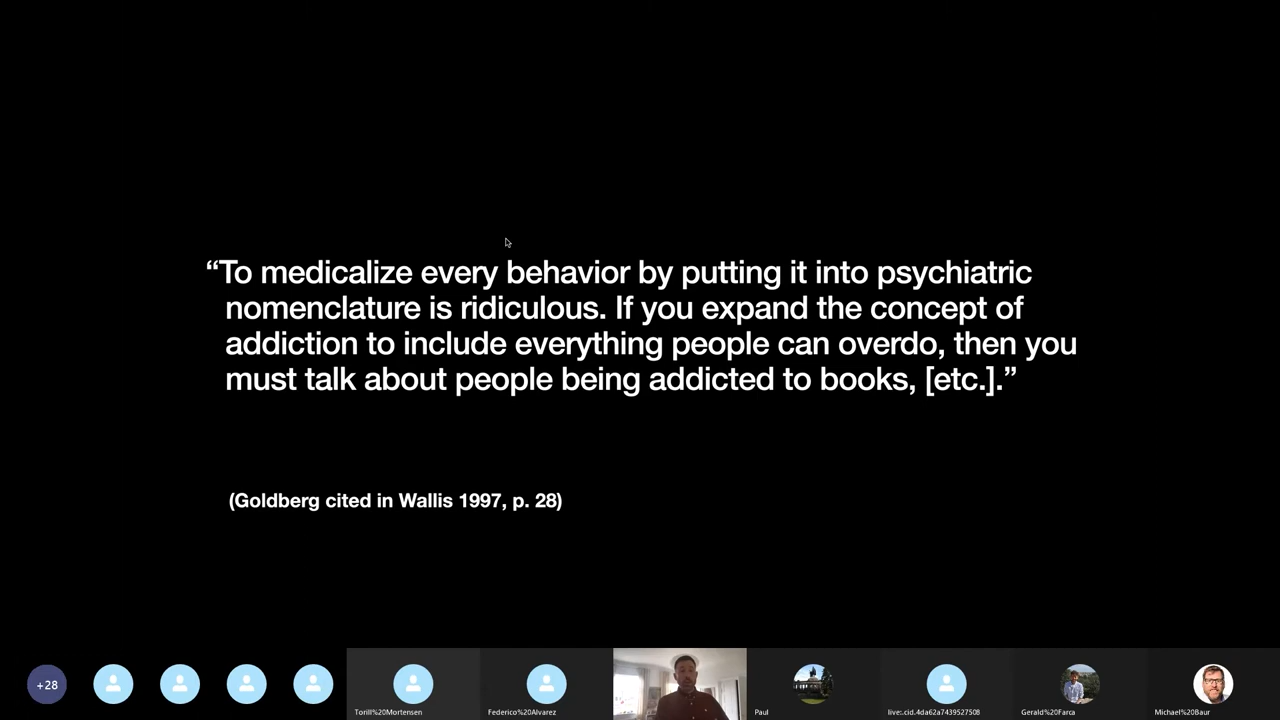 “To medicalize every behavior by putting it into psychiatric
nomenclature is ridiculous. If you expand the concept of
addiction to include everything people can overdo, then you
must talk about people being addicted to books, [etc.].”
(Goldberg cited in Wallis 1997, p. 28)
+28
Torill%20Mortensen
Federico%20Alvarez
Paul
live:.cid.4da62a7439527508
Gerald%20Farca
Michael%20Baur